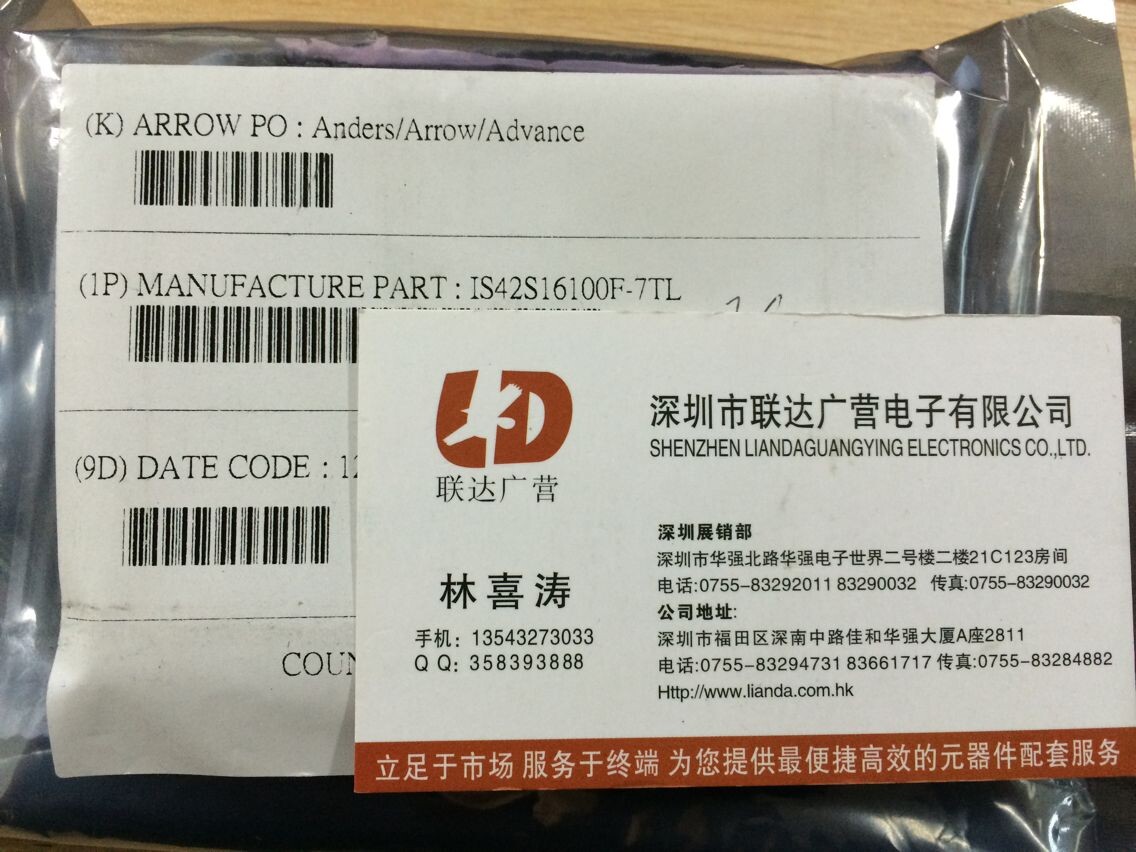 (K) ARROW PO : Anders/Arrow/Advance
(1P) MANUFACTURE PART : IS42S16100F-7TL
(9D) DATE CODE : 12
COUN
LD
联达广营
深圳市联达广营电子有限公司
SHENZHEN LIANDAGUANGYING ELECTRONICS CO.,LTD.
林喜涛
手机：13543273033
Q Q：358393888
深圳展销部
深圳市华强北路华强电子世界二号楼二楼21C123房间
电话:0755-83292011 83290032 传真:0755-83290032
公司地址:
深圳市福田区深南中路佳和华强大厦A座2811
电话:0755-83294731 83661717 传真:0755-83284882
Http://www.lianda.com.hk
立足于市场 服务于终端 为您提供最便捷高效的元器件配套服务